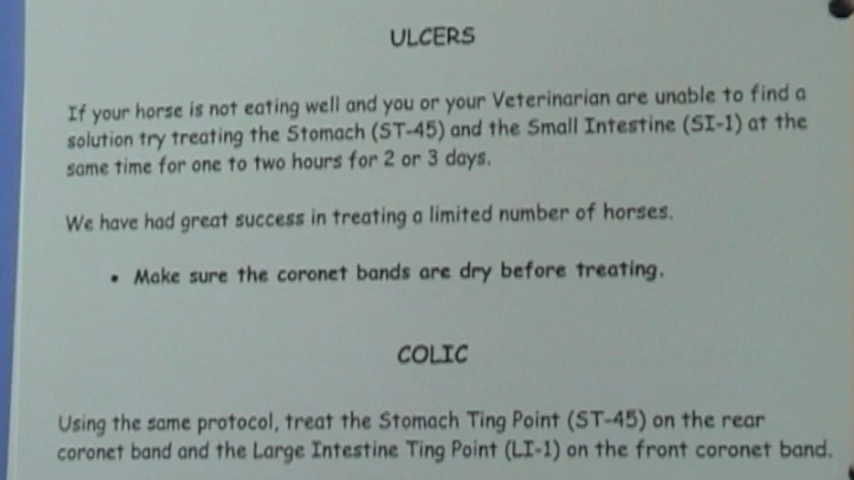 ULCERS
If your horse is not eating well and you or your Veterinarian are unable to find a
solution try treating the Stomach (ST-45) and the Small Intestine (SI-1) at the
same time for one to two hours for 2 or 3 days.
We have had great success in treating a limited number of horses.
• Make sure the coronet bands are dry before treating.
COLIC
Using the same protocol, treat the Stomach Ting Point (ST-45) on the rear
coronet band and the Large Intestine Ting Point (LI-1) on the front coronet band.